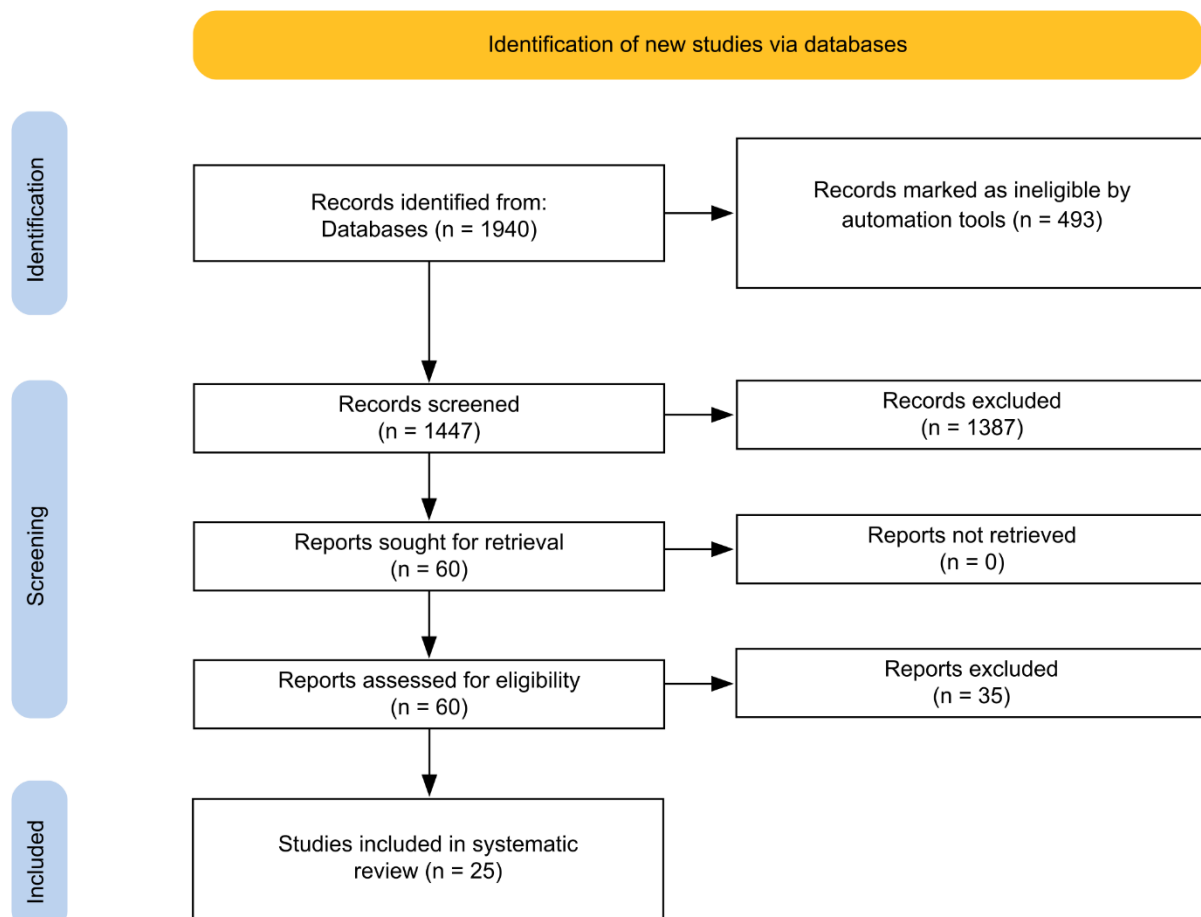 Identification of new studies via databases
Identification
Records identified from:
Databases (n = 1940)
Records marked as ineligible by
automation tools (n = 493)
Screening
Records screened
(n = 1447)
Records excluded
(n = 1387)
Reports sought for retrieval
(n = 60)
Reports not retrieved
(n = 0)
Reports assessed for eligibility
(n = 60)
Reports excluded
(n = 35)
Included
Studies included in systematic
review (n = 25)